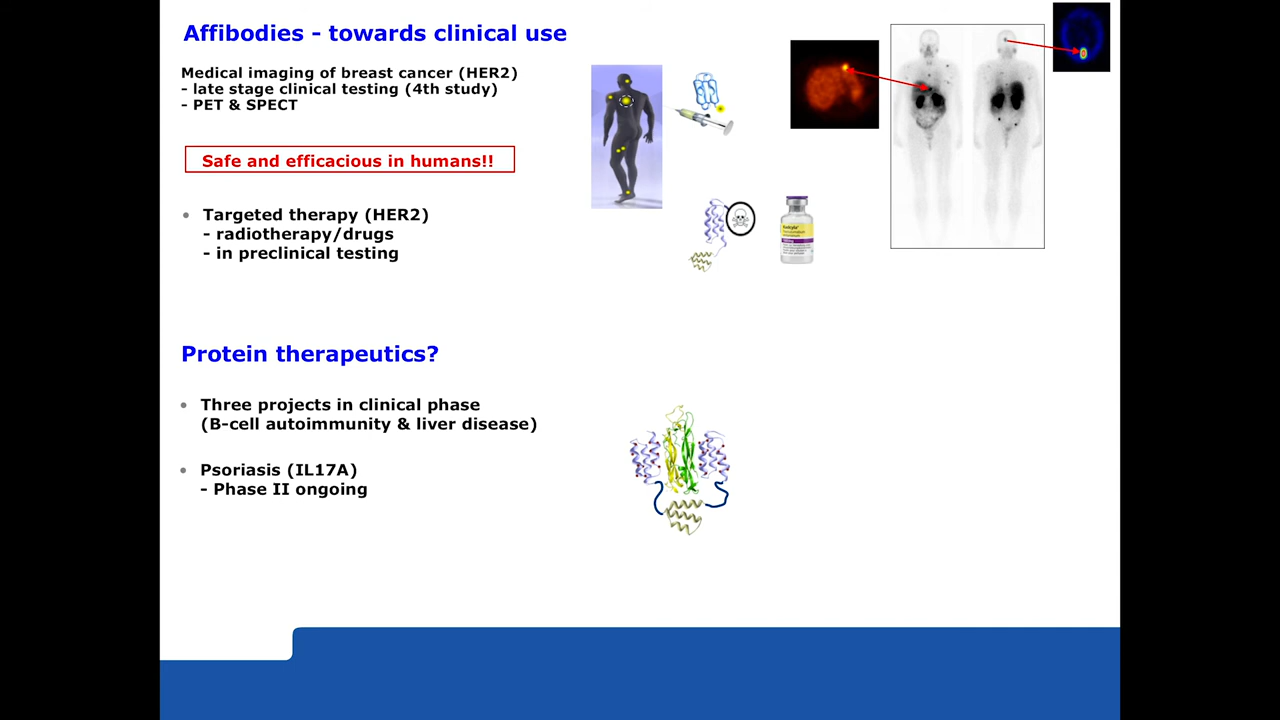 Affibodies - towards clinical use
Medical imaging of breast cancer (HER2)
- late stage clinical testing (4th study)
- PET & SPECT
Safe and efficacious in humans!!
• Targeted therapy (HER2)
- radiotherapy/drugs
- in preclinical testing
Protein therapeutics?
• Three projects in clinical phase
(B-cell autoimmunity & liver disease)
• Psoriasis (IL17A)
- Phase II ongoing